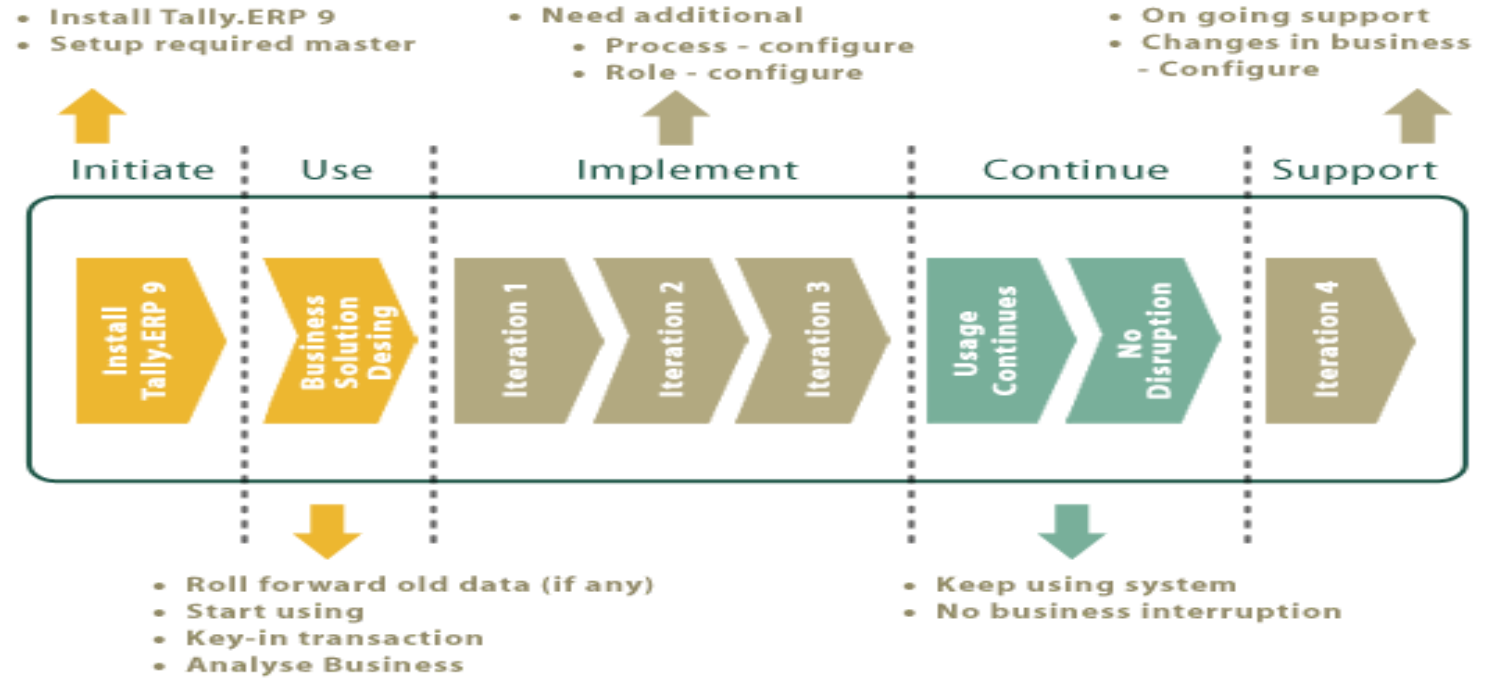 • Install Tally.ERP 9
• Setup required master
• Need additional
• Process - configure
• Role - configure
• On going support
• Changes in business
- Configure
Initiate
Use
Implement
Continue
Support
Install
Tally.ERP 9
Business
Solution
Desing
Iteration 1
Iteration 2
Iteration 3
Usage
Continues
No
Disruption
Iteration 4
• Roll forward old data (if any)
• Start using
• Key-in transaction
• Analyse Business
• Keep using system
• No business interruption